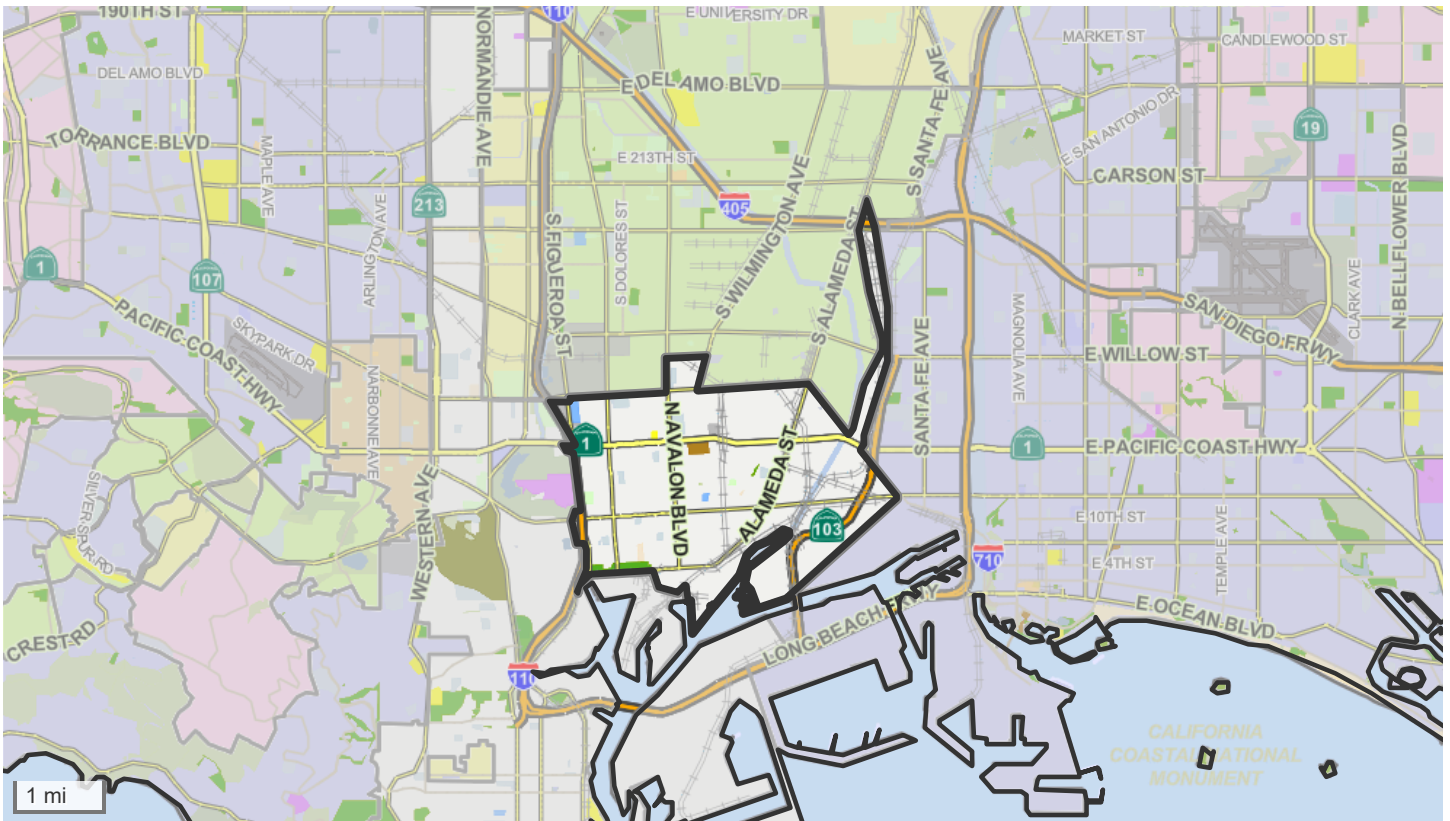 190TH ST
NORMANDIE AVE
110
E UNIVERSITY DR
MARKET ST
CANDLEWOOD ST
DEL AMO BLVD
E DEL AMO BLVD
S SANTA FE AVE
E SAN ANTONIO DR
19
TORRANCE BLVD
MAPLE AVE
E 213TH ST
N BELLFLOWER BLVD
CARSON ST
213
405
ARLINGTON AVE
S FIGUEROA ST
S DOLORES ST
S WILMINGTON AVE
S ALAMEDA ST
1
107
CLARK AVE
PACIFIC COAST HWY
SKYPARK DR
MAGNOLIA AVE
SAN DIEGO FRWY
SANTA FE AVE
E WILLOW ST
NARBONNE AVE
N AVALON BLVD
1
ALAMEDA ST
1
E PACIFIC COAST HWY
SILVER SPUR RD
WESTERN AVE
103
E 10TH ST
TEMPLE AVE
710
E 4TH ST
CREST RD
LONG BEACH FRWY
E OCEAN BLVD
110
CALIFORNIA
COASTAL NATIONAL
MONUMENT
1 mi